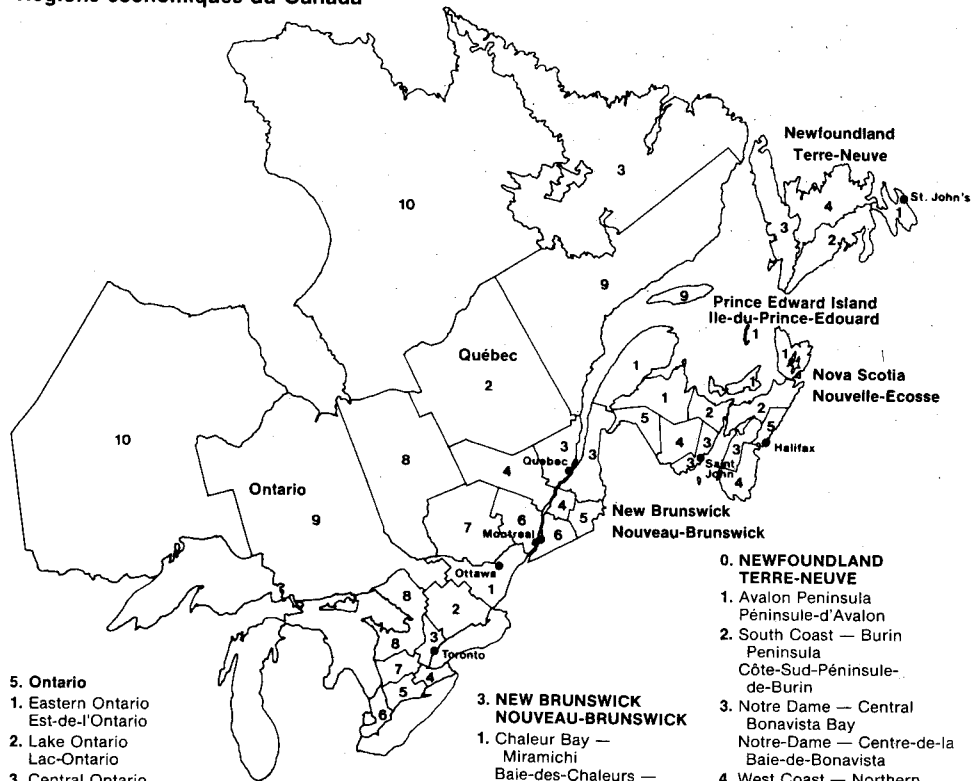 Régions économiques du Canada
Newfoundland
Terre-Neuve
St. John's
3
10
4
1
3
2
9
9
Prince Edward Island
Ile-du-Prince-Edouard
1
Québec
2
1
1
4
Nova Scotia
Nouvelle-Ecosse
1
1
2
2
10
8
3
3
5
4
3
3
5
Halifax
Quebec
4
3
Saint
John
9
4
Ontario
9
4
5
New Brunswick
Nouveau-Brunswick
7
6
Montreal
6
Ottawa
1
8
2
8
3
Toronto
7
4
5
6
0. NEWFOUNDLAND
TERRE-NEUVE
1. Avalon Peninsula
Péninsule-d'Avalon
2. South Coast — Burin
Peninsula
Côte-Sud-Péninsule-
de-Burin
3. Notre Dame — Central
Bonavista Bay
Notre-Dame — Centre-de-la
Baie-de-Bonavista
4. West Coast — Northern
3. NEW BRUNSWICK
NOUVEAU-BRUNSWICK
1. Chaleur Bay —
Miramichi
Baie-des-Chaleurs —
5. Ontario
1. Eastern Ontario
Est-de-l'Ontario
2. Lake Ontario
Lac-Ontario
3. Central Ontario